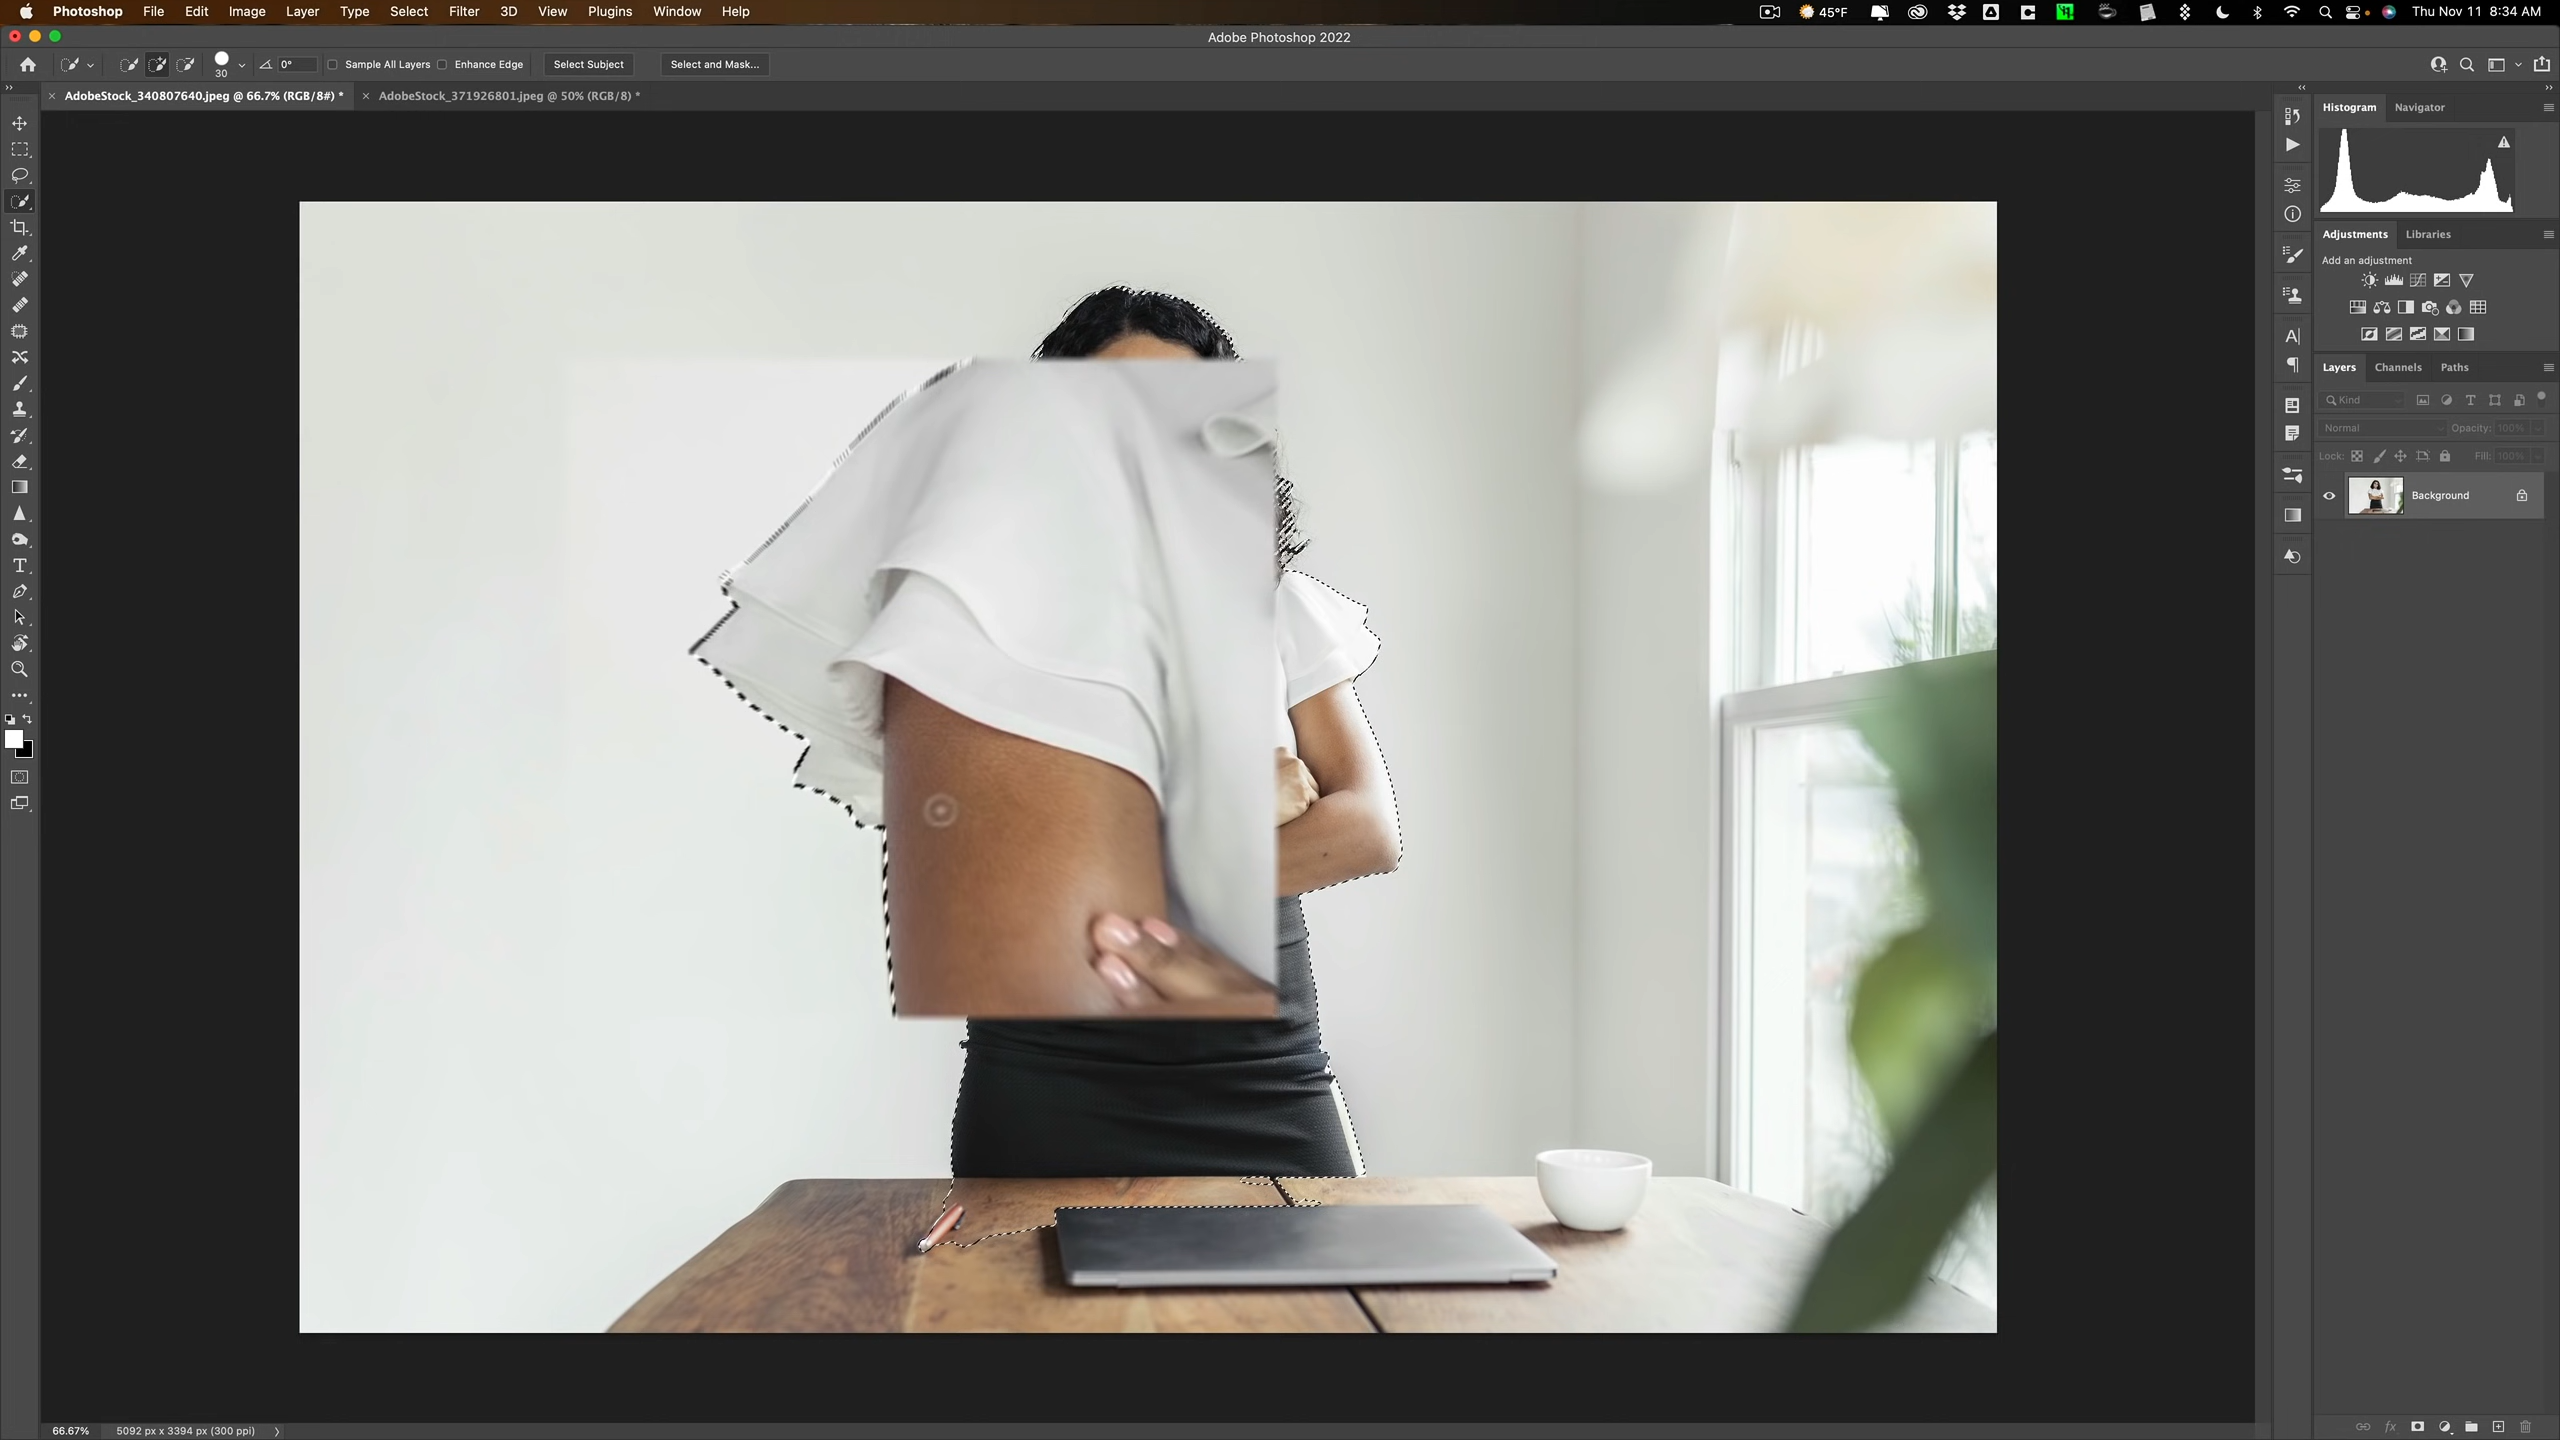 Photoshop File Edit Image Layer Type Select Filter 3D View Plugins Window Help 45°F Thu Nov 11 8:34 AM
Adobe Photoshop 2022
30 0° Sample All Layers Enhance Edge Select Subject Select and Mask...
AdobeStock_340807640.jpeg @ 66.7% (RGB/8#) * AdobeStock_371926801.jpeg @ 50% (RGB/8) *
Histogram Navigator
Adjustments Libraries
Add an adjustment
Layers Channels Paths
Kind
Normal Opacity: 100%
Lock: Fill: 100%
Background
fx
66.67% 5092 px x 3394 px (300 ppi)